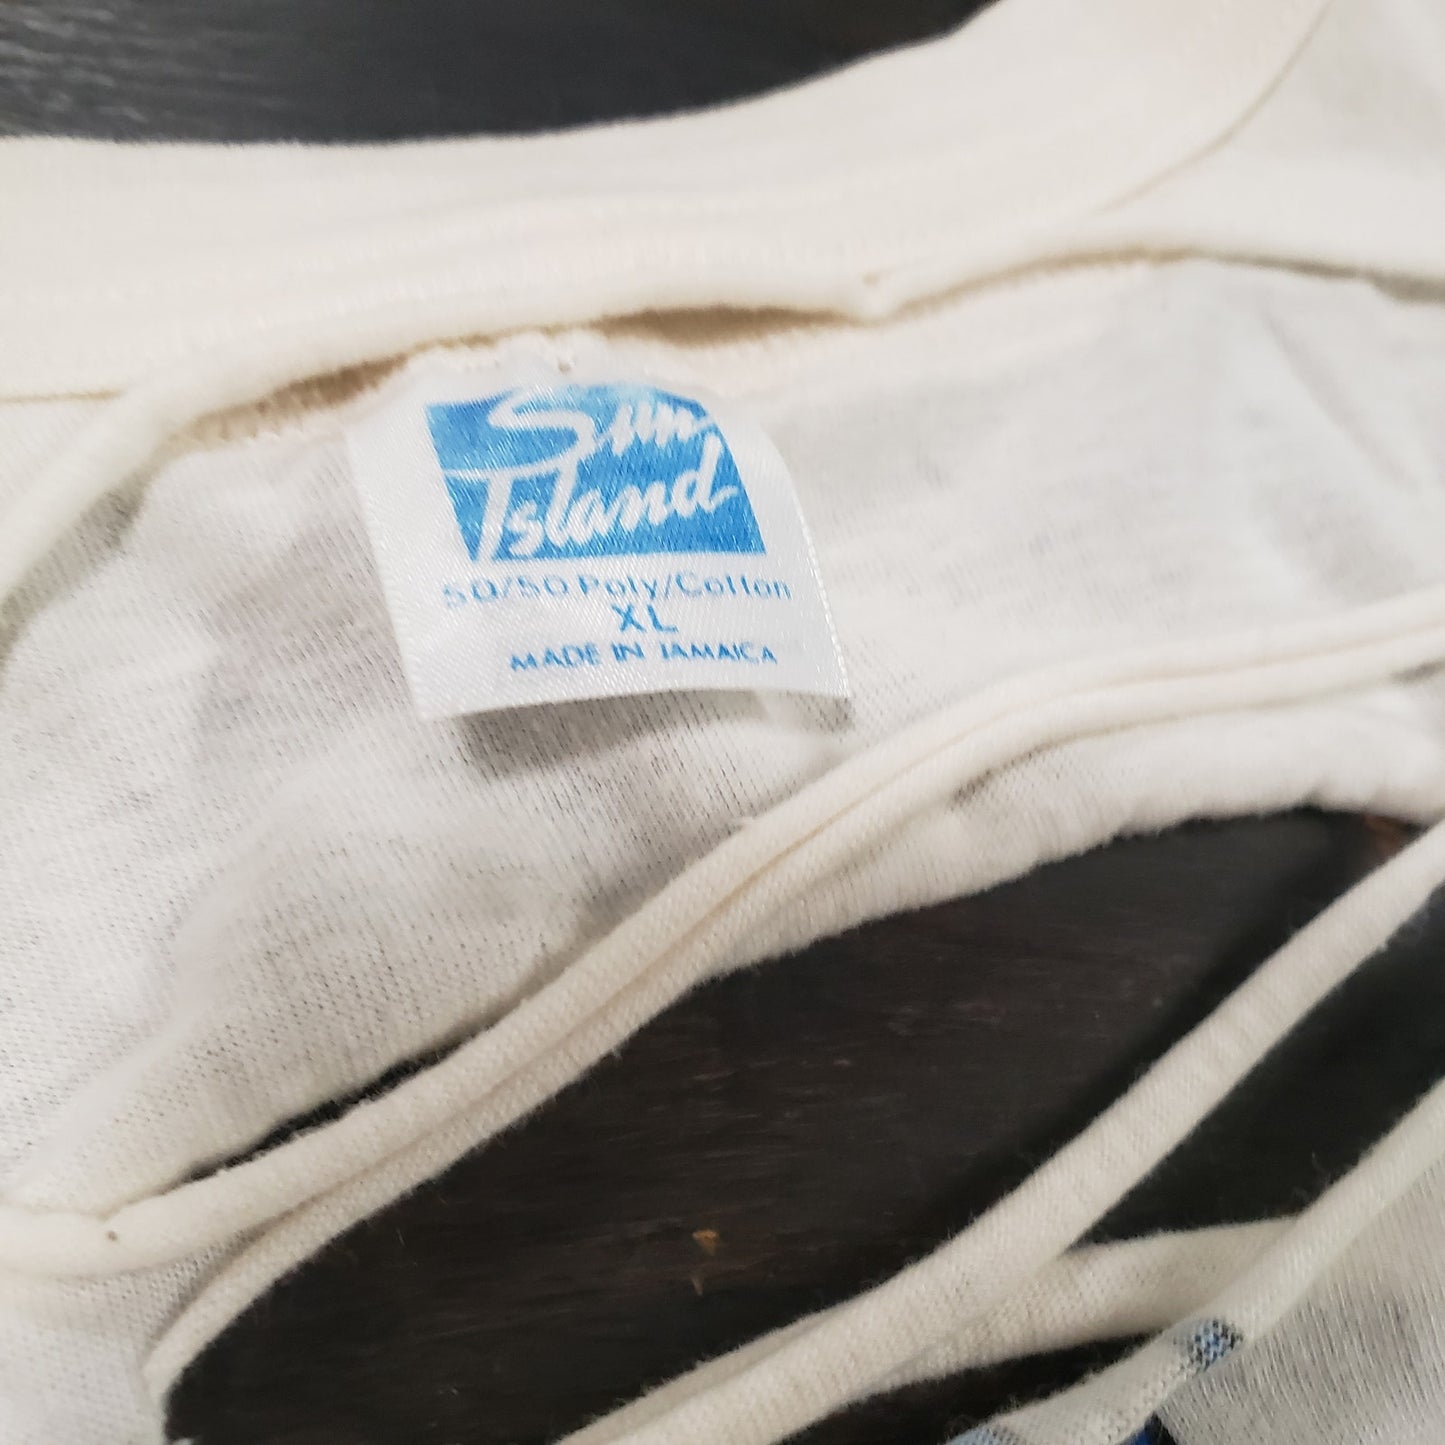 Sun
Island
50/50 Poly/Cotton
XL
MADE IN JAMAICA